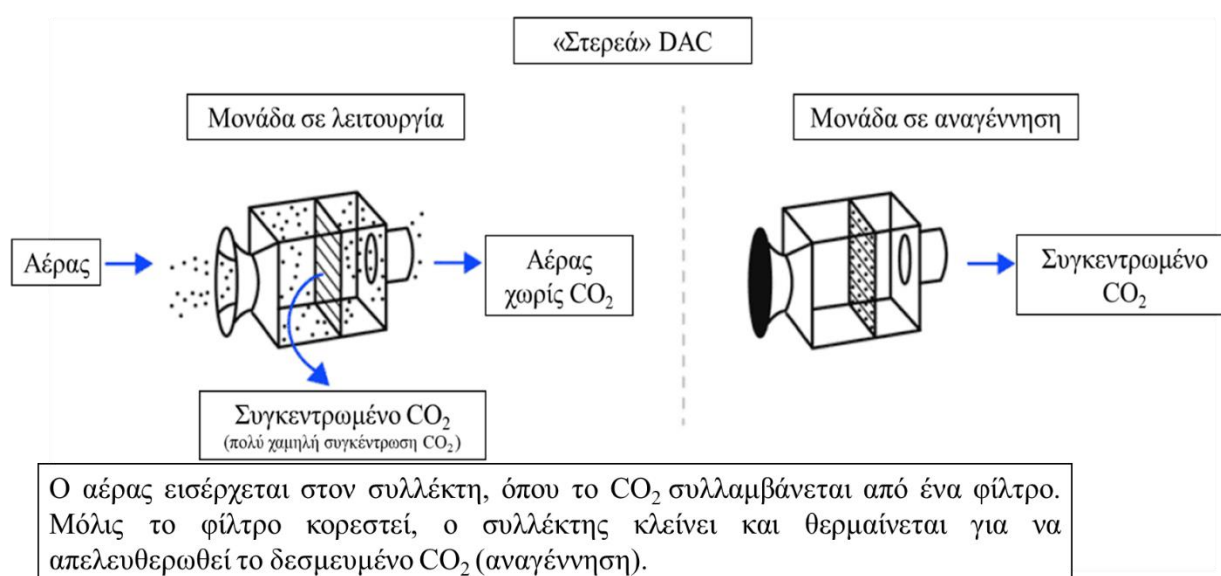 «Στερεά» DAC
Μονάδα σε λειτουργία
Μονάδα σε αναγέννηση
Αέρας
Αέρας
χωρίς CO₂
Συγκεντρωμένο
CO₂
Συγκεντρωμένο CO₂
(πολύ χαμηλή συγκέντρωση CO₂)
Ο αέρας εισέρχεται στον συλλέκτη, όπου το CO₂ συλλαμβάνεται από ένα φίλτρο.
Μόλις το φίλτρο κορεστεί, ο συλλέκτης κλείνει και θερμαίνεται για να
απελευθερωθεί το δεσμευμένο CO₂ (αναγέννηση).